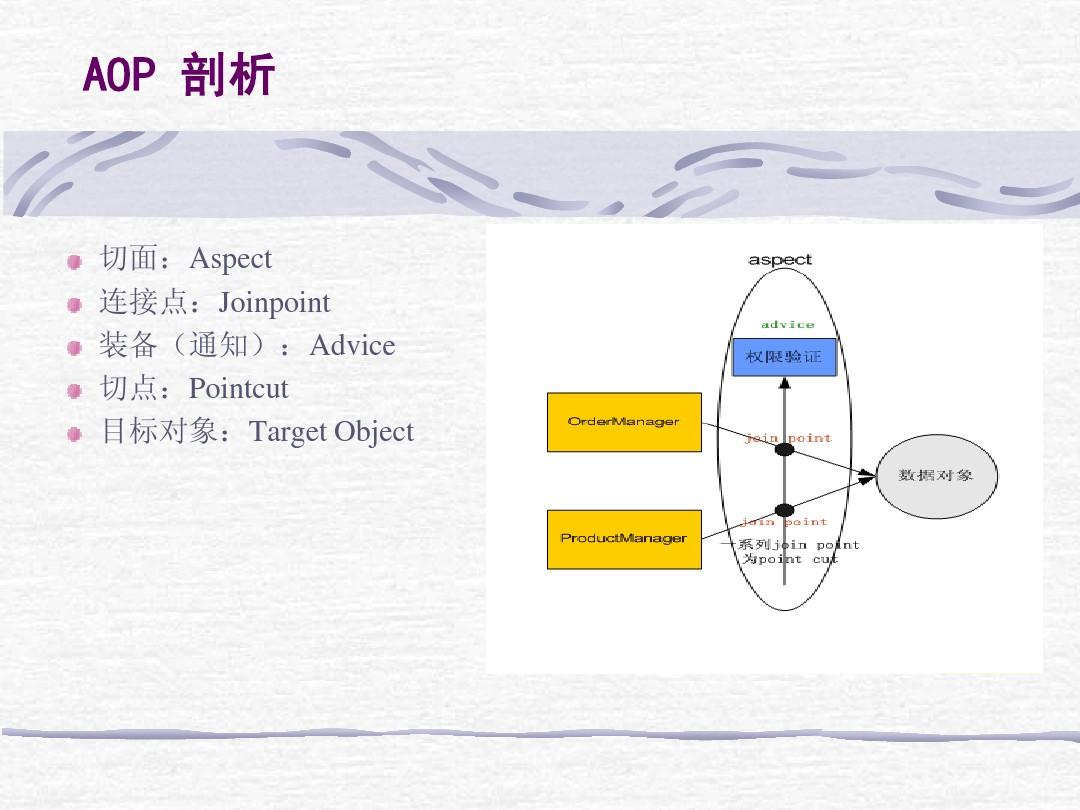 AOP 剖析
切面：Aspect
连接点：Joinpoint
装备（通知）：Advice
切点：Pointcut
目标对象：Target Object
aspect
advice
权限验证
OrderManager
join point
数据对象
join point
ProductManager
一系列join point
为point cut